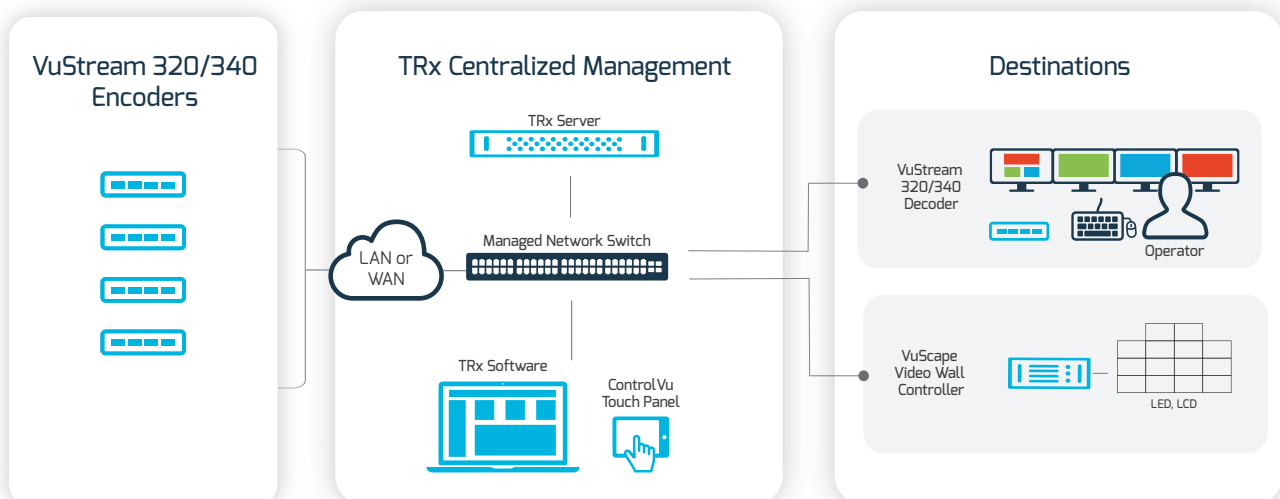 VuStream 320/340
Encoders
TRx Centralized Management
TRx Server
LAN or
WAN
Managed Network Switch
TRx Software
ControlVu
Touch Panel
Destinations
VuStream
320/340
Decoder
Operator
VuScape
Video Wall
Controller
LED, LCD